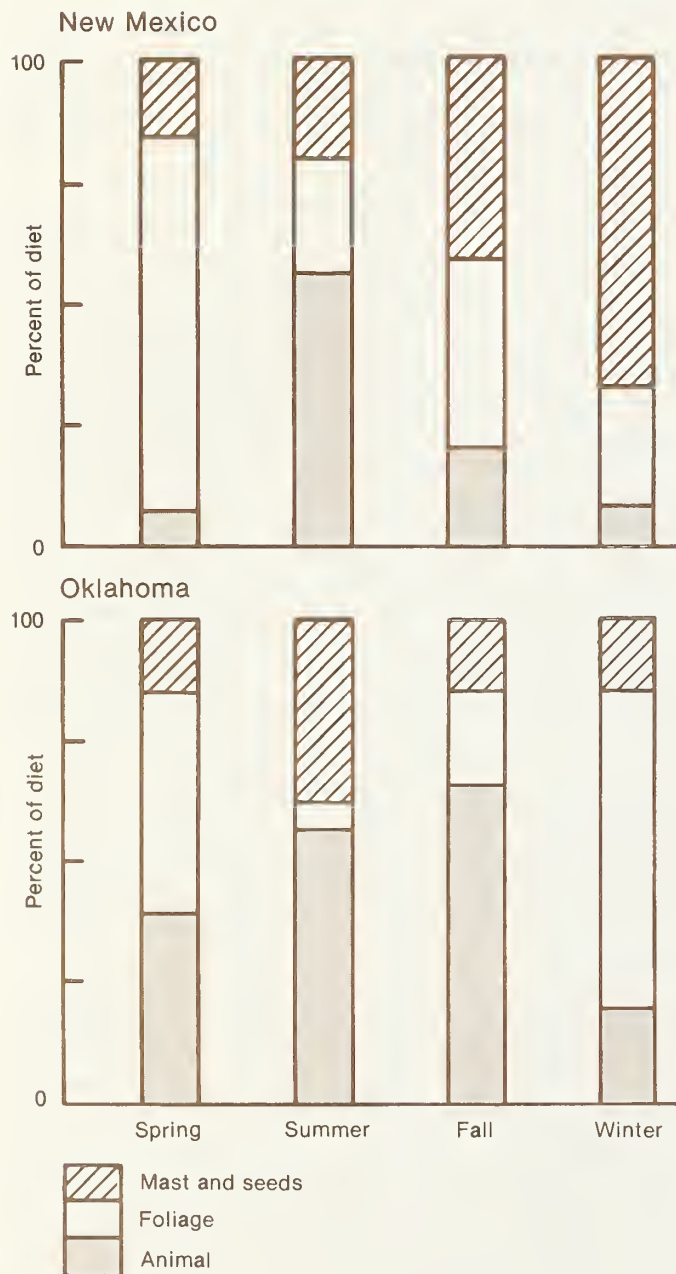 New Mexico
100
Percent of diet
0
Oklahoma
100
Percent of diet
0
Spring Summer Fall Winter
Mast and seeds
Foliage
Animal